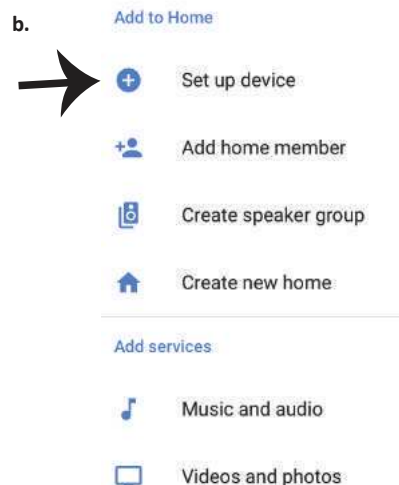 b.
Add to Home
Set up device
Add home member
Create speaker group
Create new home
Add services
Music and audio
Videos and photos